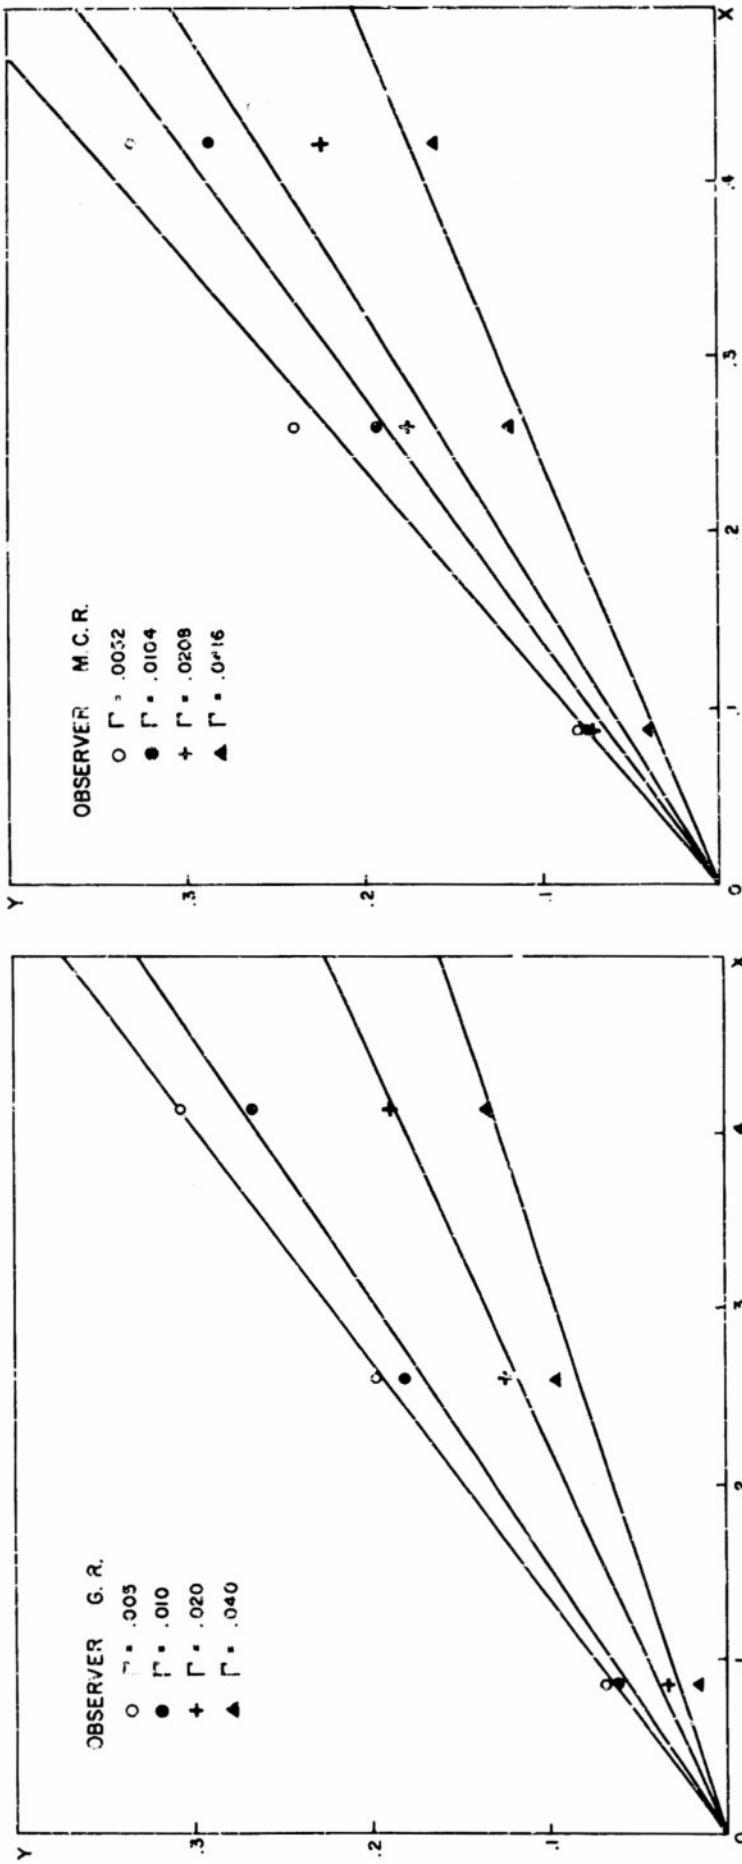 OBSERVER G. R.
Γ = .005
Γ = .010
Γ = .020
Γ = .040
Y
.3
.2
.1
0
.1
.2
.3
.4
X
OBSERVER M.C.R.
Γ = .0052
Γ = .0104
Γ = .0208
Γ = .0416
Y
.3
.2
.1
0
.1
.2
.3
.4
X